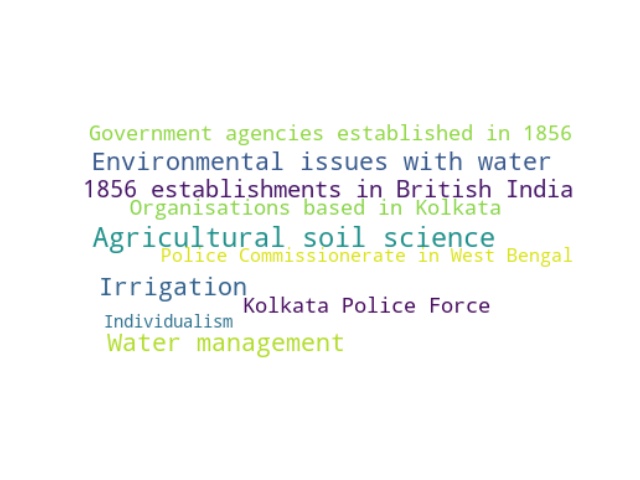 Government agencies established in 1856
Environmental issues with water
1856 establishments in British India
Organisations based in Kolkata
Agricultural soil science
Police Commissionerate in West Bengal
Irrigation
Kolkata Police Force
Individualism
Water management